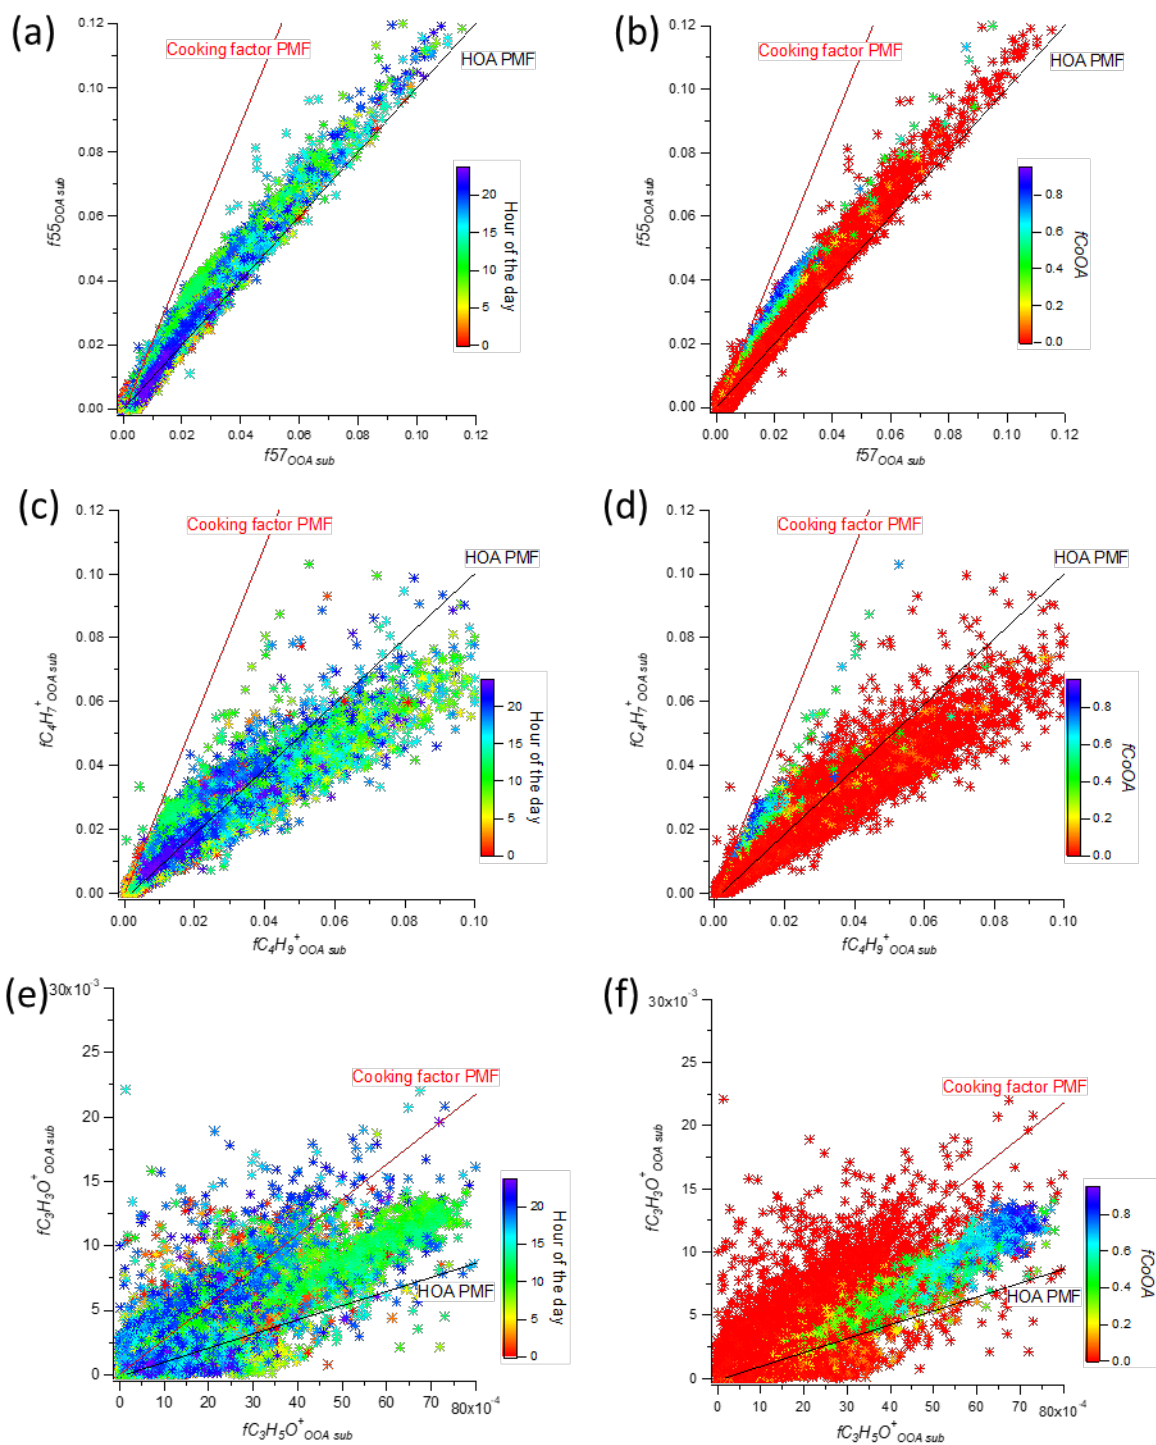 (a)
0.12
0.10
0.08
0.06
0.04
0.02
0.00
f55OOA sub
Cooking factor PMF
HOA PMF
20
15
10
5
0
Hour of the day
0.00 0.02 0.04 0.06 0.08 0.10 0.12
f57OOA sub
(b)
0.12
0.10
0.08
0.06
0.04
0.02
0.00
f55OOA sub
Cooking factor PMF
HOA PMF
0.8
0.6
0.4
0.2
0.0
fCoOA
0.00 0.02 0.04 0.06 0.08 0.10 0.12
f57OOA sub
(c)
0.12
0.10
0.08
0.06
0.04
0.02
0.00
fC4H7+OOA sub
Cooking factor PMF
HOA PMF
20
15
10
5
0
Hour of the day
0.00 0.02 0.04 0.06 0.08 0.10
fC4H9+OOA sub
(d)
0.12
0.10
0.08
0.06
0.04
0.02
0.00
fC4H7+OOA sub
Cooking factor PMF
HOA PMF
0.8
0.6
0.4
0.2
0.0
fCoOA
0.00 0.02 0.04 0.06 0.08 0.10
fC4H9+OOA sub
(e)
30x10-3
25
20
15
10
5
0
fC3H3O+OOA sub
Cooking factor PMF
HOA PMF
20
15
10
5
0
Hour of the day
0 10 20 30 40 50 60 70 80x10-4
fC3H5O+OOA sub
(f)
30x10-3
25
20
15
10
5
0
fC3H3O+OOA sub
Cooking factor PMF
HOA PMF
0.8
0.6
0.4
0.2
0.0
fCoOA
0 10 20 30 40 50 60 70 80x10-4
fC3H5O+OOA sub